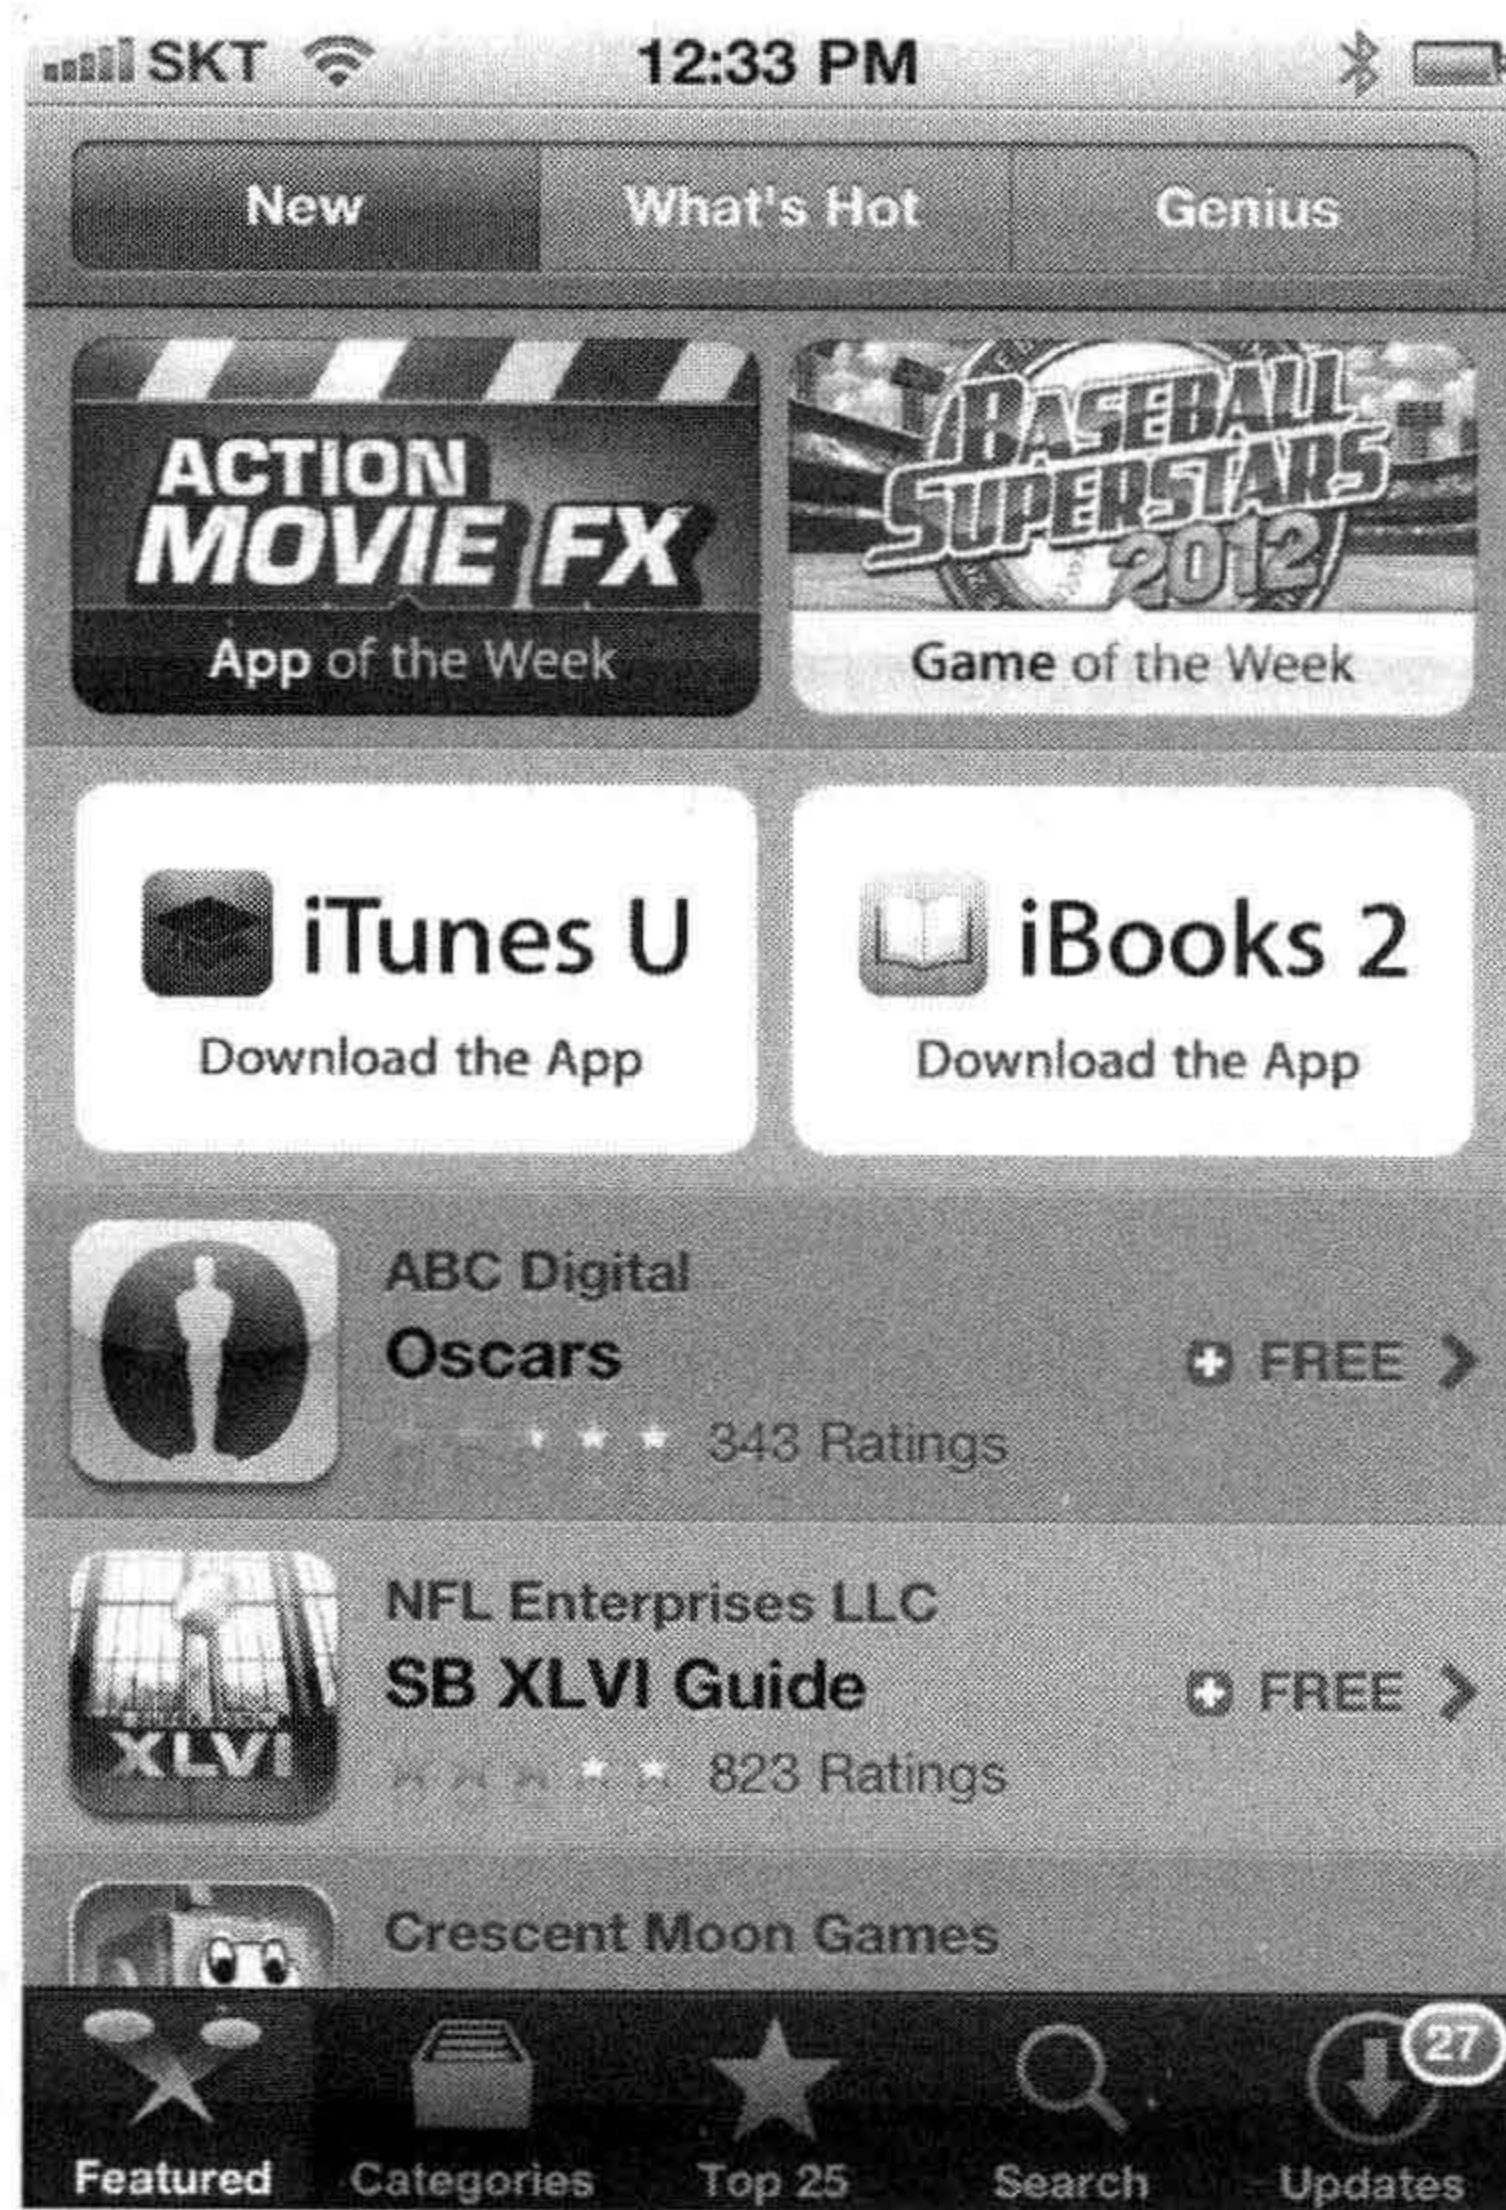 SKT 12:33 PM
New What's Hot Genius
ACTION
MOVIE FX
App of the Week
BASEBALL
SUPERSTARS
2012
Game of the Week
iTunes U
Download the App
iBooks 2
Download the App
ABC Digital
Oscars
FREE
343 Ratings
NFL Enterprises LLC
SB XLVI Guide
FREE
XLVI
823 Ratings
Crescent Moon Games
27
Featured Categories Top 25 Search Updates